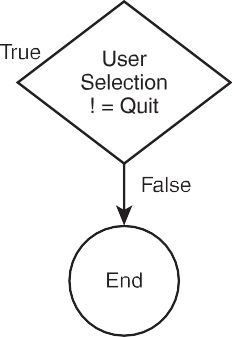 True
User
Selection
! = Quit
False
End